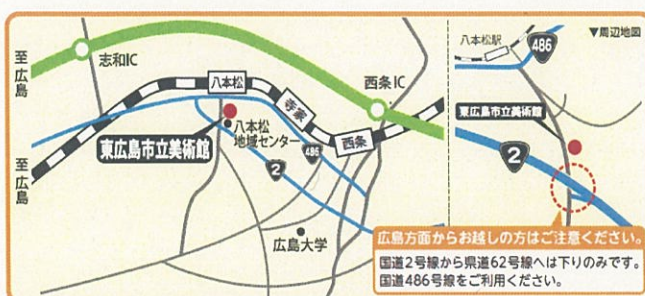 至広島
志和IC
八本松
西条IC
寺家
八本松
地域センター
486
西条
東広島市立美術館
2
至広島
広島大学
八本松駅
486
▼周辺地図
東広島市立美術館
2
広島方面からお越しの方はご注意ください。
国道2号線から県道62号線へは下りのみです。
国道486号線をご利用ください。